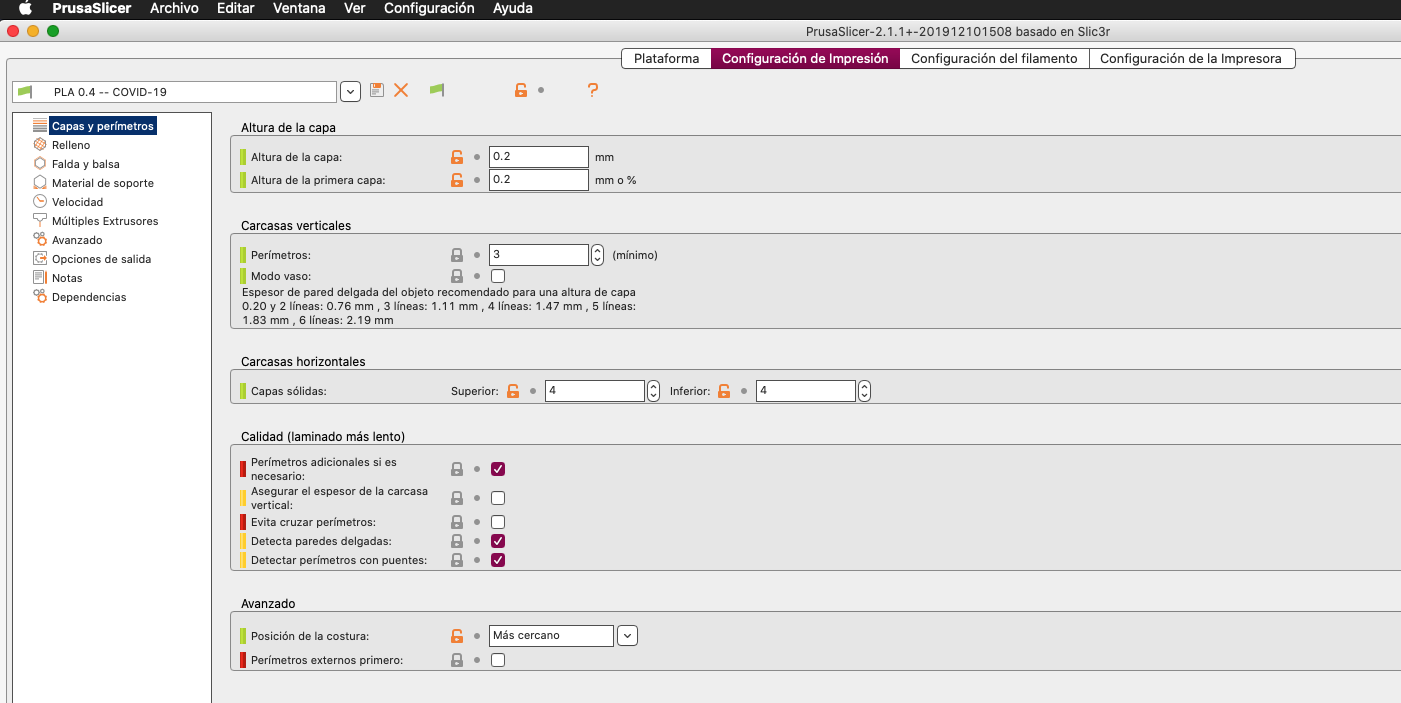 PrusaSlicer Archivo Editar Ventana Ver Configuración Ayuda
PrusaSlicer-2.1.1+-201912101508 basado en Slic3r
Plataforma Configuración de Impresión Configuración del filamento Configuración de la Impresora
PLA 0.4 -- COVID-19
?
Capas y perímetros
Relleno
Falda y balsa
Material de soporte
Velocidad
Múltiples Extrusores
Avanzado
Opciones de salida
Notas
Dependencias
Altura de la capa
Altura de la capa: 0.2 mm
Altura de la primera capa: 0.2 mm o %
Carcasas verticales
Perímetros: 3 (mínimo)
Modo vaso:
Espesor de pared delgada del objeto recomendado para una altura de capa
0.20 y 2 líneas: 0.76 mm , 3 líneas: 1.11 mm , 4 líneas: 1.47 mm , 5 líneas:
1.83 mm , 6 líneas: 2.19 mm
Carcasas horizontales
Capas sólidas: Superior: 4 Inferior: 4
Calidad (laminado más lento)
Perímetros adicionales si es
necesario:
Asegurar el espesor de la carcasa
vertical:
Evita cruzar perímetros:
Detecta paredes delgadas:
Detectar perímetros con puentes:
Avanzado
Posición de la costura: Más cercano
Perímetros externos primero: